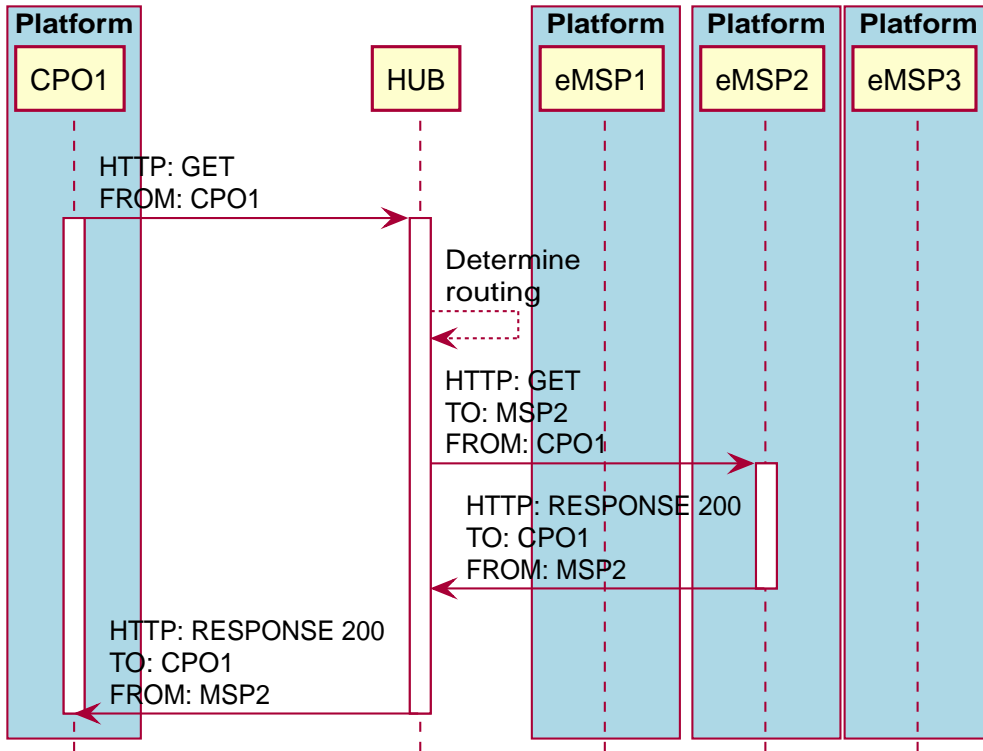 Platform
Platform
Platform
Platform
CPO1
HUB
eMSP1
eMSP2
eMSP3
HTTP: GET
FROM: CPO1
Determine
routing
HTTP: GET
TO: MSP2
FROM: CPO1
HTTP: RESPONSE 200
TO: CPO1
FROM: MSP2
HTTP: RESPONSE 200
TO: CPO1
FROM: MSP2